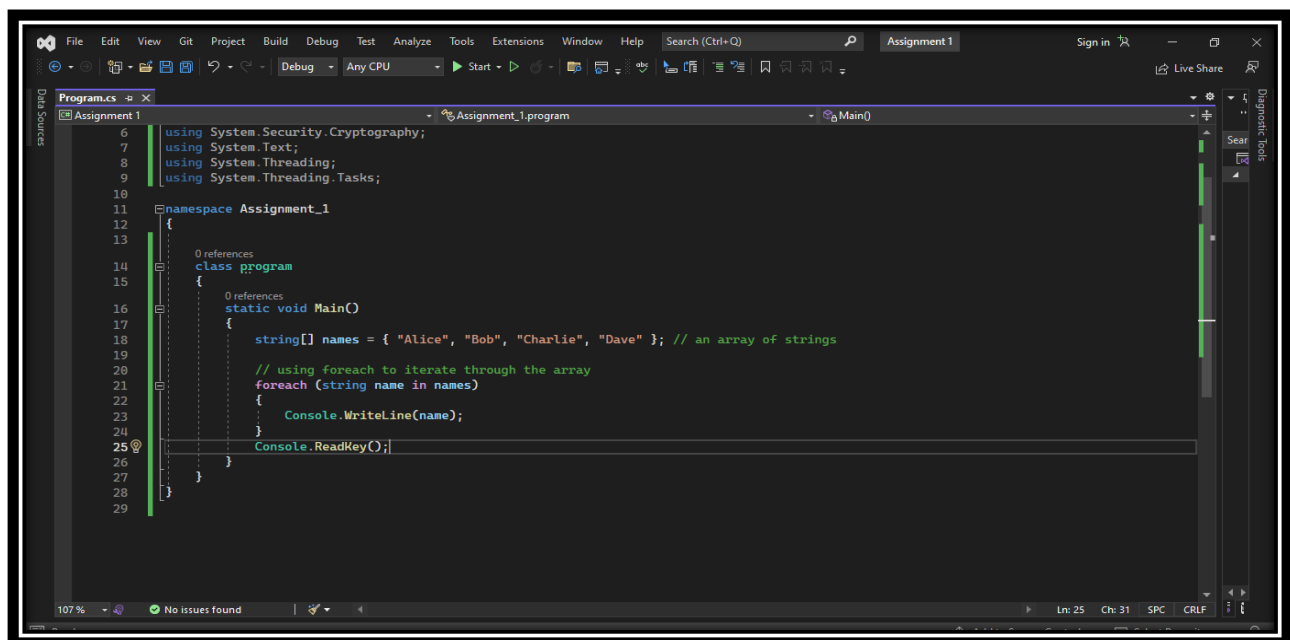 File Edit View Git Project Build Debug Test Analyze Tools Extensions Window Help Search (Ctrl+Q) Assignment 1 Sign in
Debug Any CPU Start Live Share
Data Sources
Program.cs
Diagnostic Tools
C# Assignment 1 Assignment_1.program Main()
Sear
6 using System.Security.Cryptography;
7 using System.Text;
8 using System.Threading;
9 using System.Threading.Tasks;
10
11 namespace Assignment_1
12 {
13
0 references
14 class program
15 {
0 references
16 static void Main()
17 {
18 string[] names = { "Alice", "Bob", "Charlie", "Dave" }; // an array of strings
19
20 // using foreach to iterate through the array
21 foreach (string name in names)
22 {
23 Console.WriteLine(name);
24 }
25 Console.ReadKey();
26 }
27 }
28 }
29
107 % No issues found Ln: 25 Ch: 31 SPC CRLF